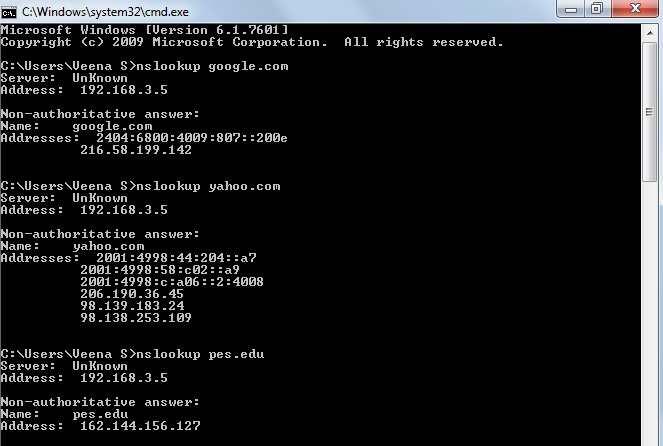 C:\Windows\system32\cmd.exe
Microsoft Windows [Version 6.1.7601]
Copyright (c) 2009 Microsoft Corporation.  All rights reserved.
C:\Users\Veena S>nslookup google.com
Server:  UnKnown
Address:  192.168.3.5
Non-authoritative answer:
Name:    google.com
Addresses:  2404:6800:4009:807::200e
216.58.199.142
C:\Users\Veena S>nslookup yahoo.com
Server:  UnKnown
Address:  192.168.3.5
Non-authoritative answer:
Name:    yahoo.com
Addresses:  2001:4998:44:204::a7
2001:4998:58:c02::a9
2001:4998:c:a06::2:4008
206.190.36.45
98.139.183.24
98.138.253.109
C:\Users\Veena S>nslookup pes.edu
Server:  UnKnown
Address:  192.168.3.5
Non-authoritative answer:
Name:    pes.edu
Address:  162.144.156.127